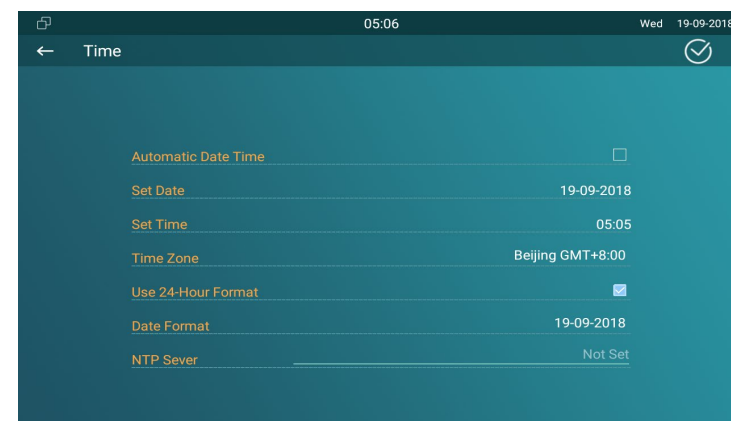 05:06 Wed 19-09-2018
Time
Automatic Date Time
Set Date 19-09-2018
Set Time 05:05
Time Zone Beijing GMT+8:00
Use 24-Hour Format
Date Format 19-09-2018
NTP Sever Not Set